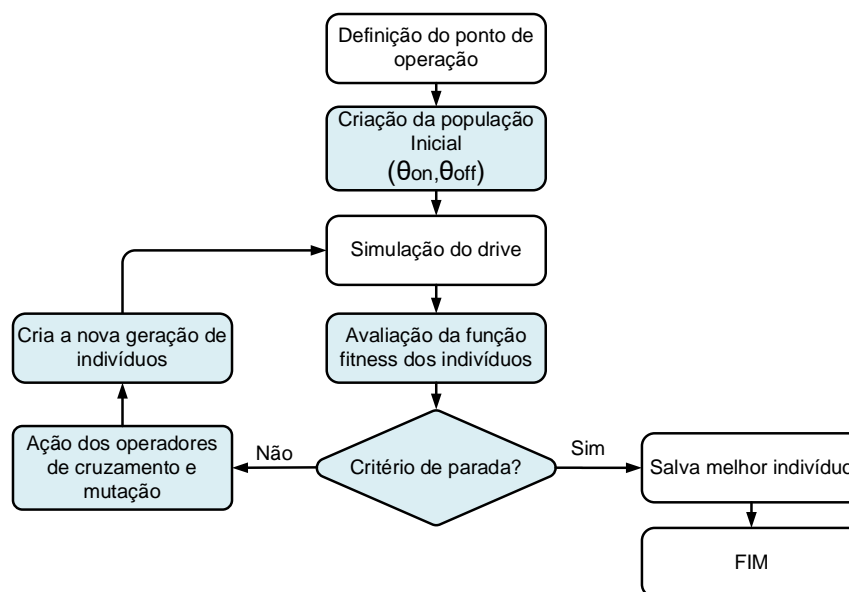 Definição do ponto de
operação
Criação da população
Inicial
(θon,θoff)
Simulação do drive
Cria a nova geração de
indivíduos
Avaliação da função
fitness dos indivíduos
Ação dos operadores
de cruzamento e
mutação
Não
Critério de parada?
Sim
Salva melhor indivíduo
FIM